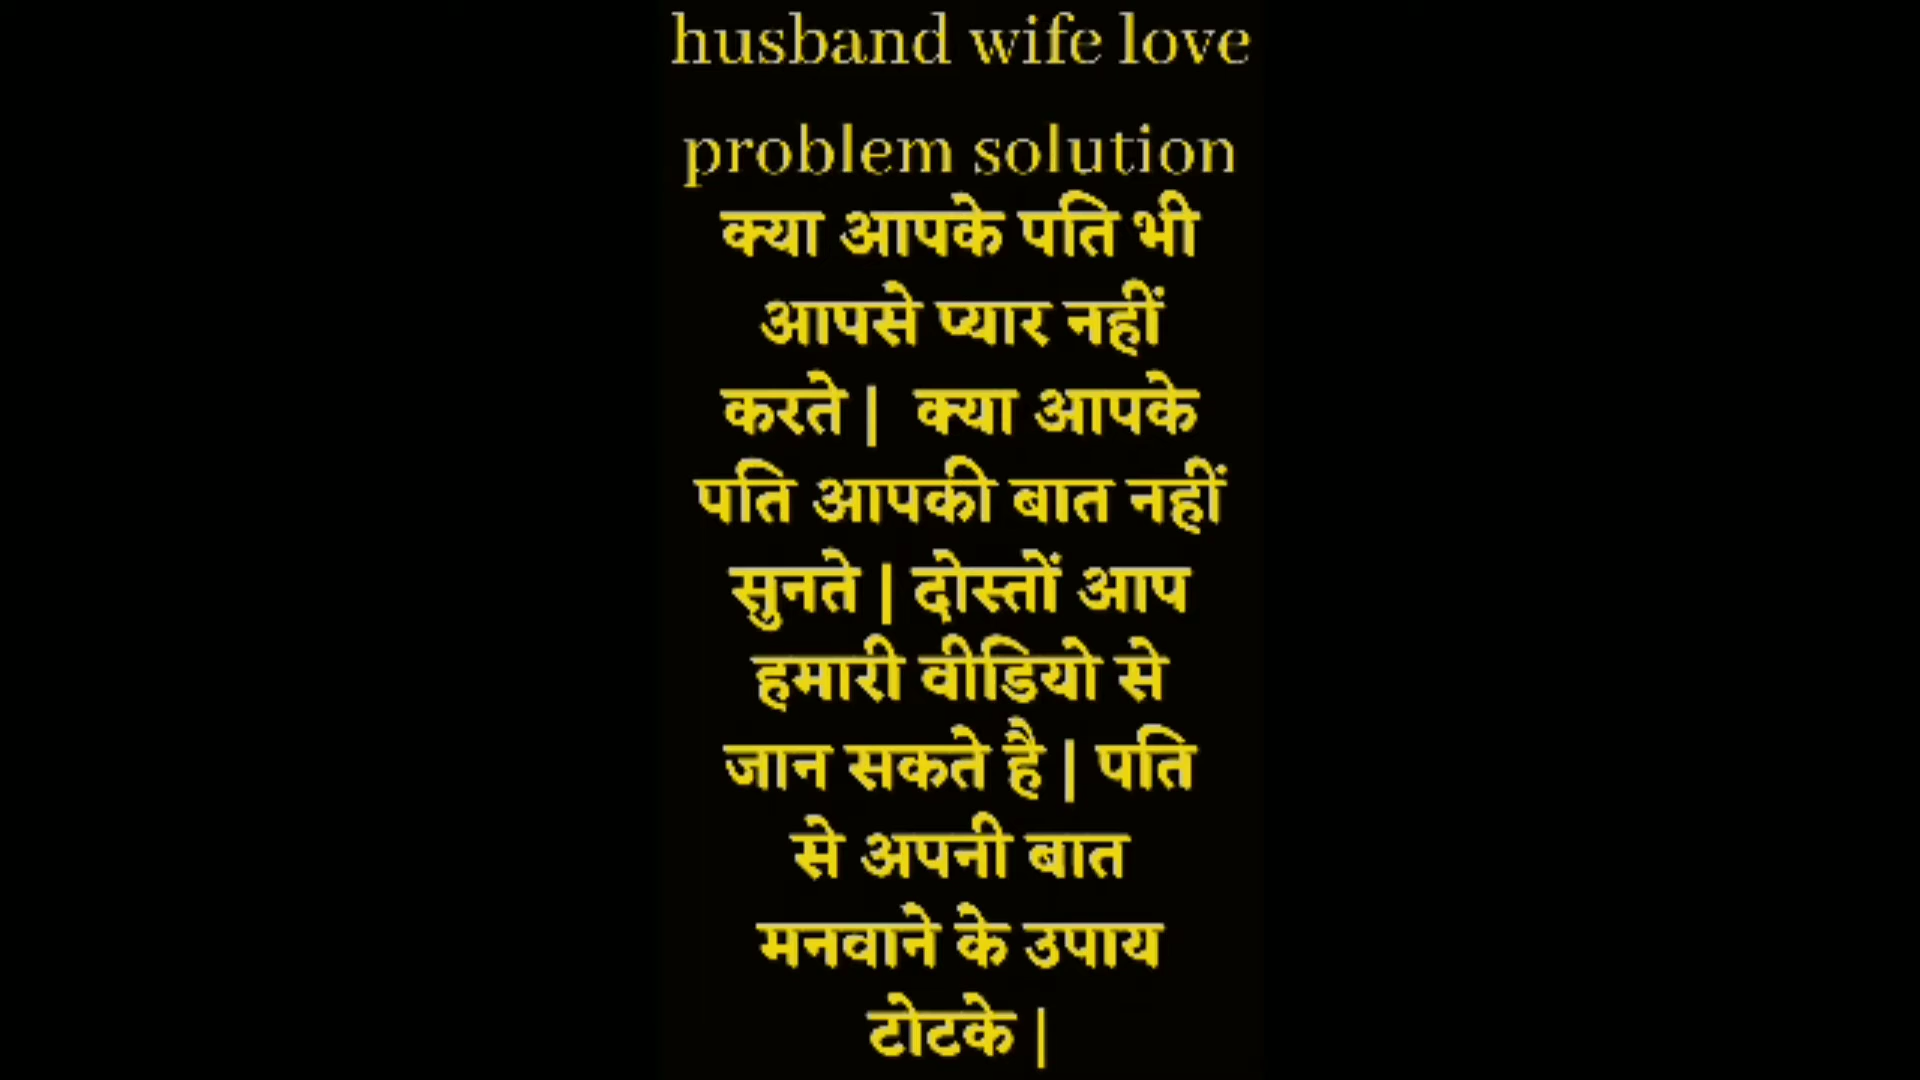 husband wife love
problem solution
क्या आपके पति भी
आपसे प्यार नहीं
करते | क्या आपके
पति आपकी बात नहीं
सुनते | दोस्तों आप
हमारी वीडियो से
जान सकते है | पति
से अपनी बात
मनवाने के उपाय
टोटके |